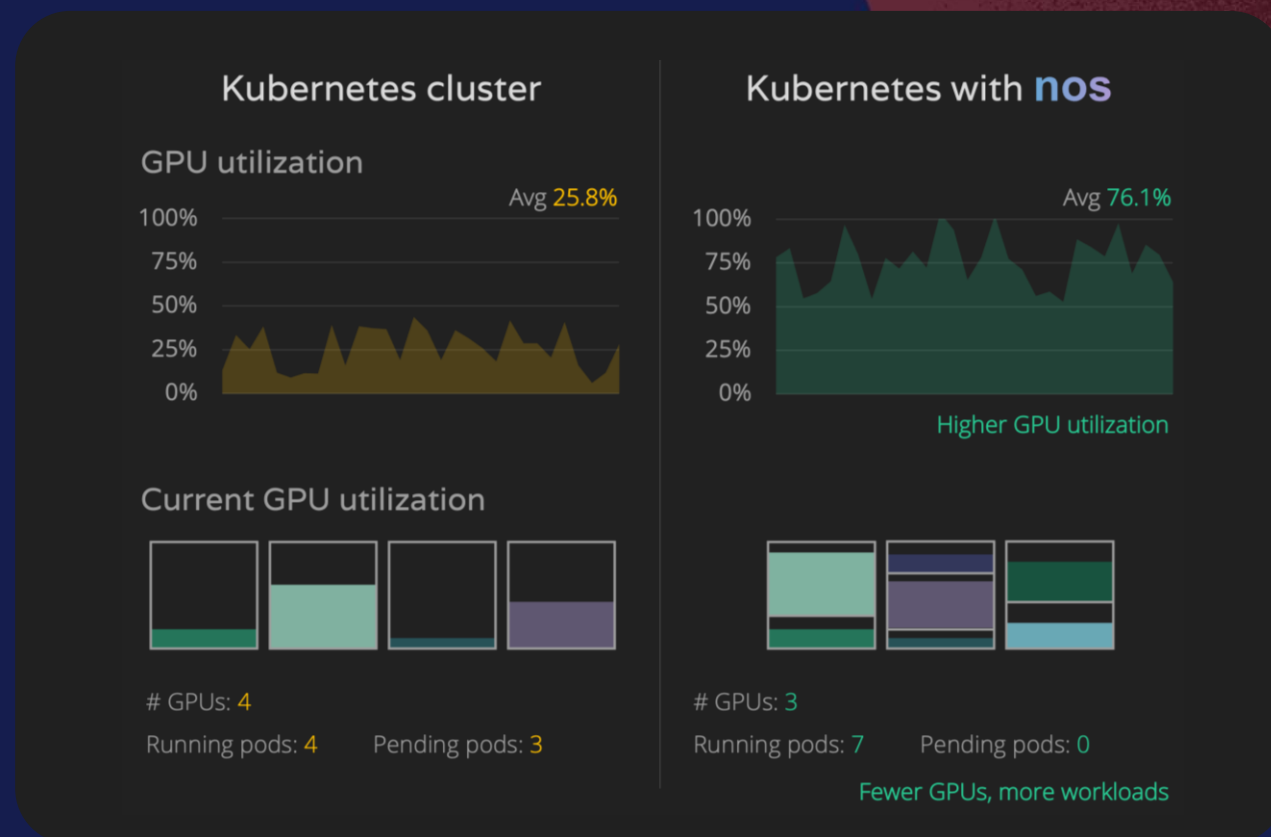 Kubernetes cluster
GPU utilization
Avg 25.8%
100%
75%
50%
25%
0%
Current GPU utilization
# GPUs: 4
Running pods: 4 Pending pods: 3
Kubernetes with nos
Avg 76.1%
100%
75%
50%
25%
0%
Higher GPU utilization
# GPUs: 3
Running pods: 7 Pending pods: 0
Fewer GPUs, more workloads